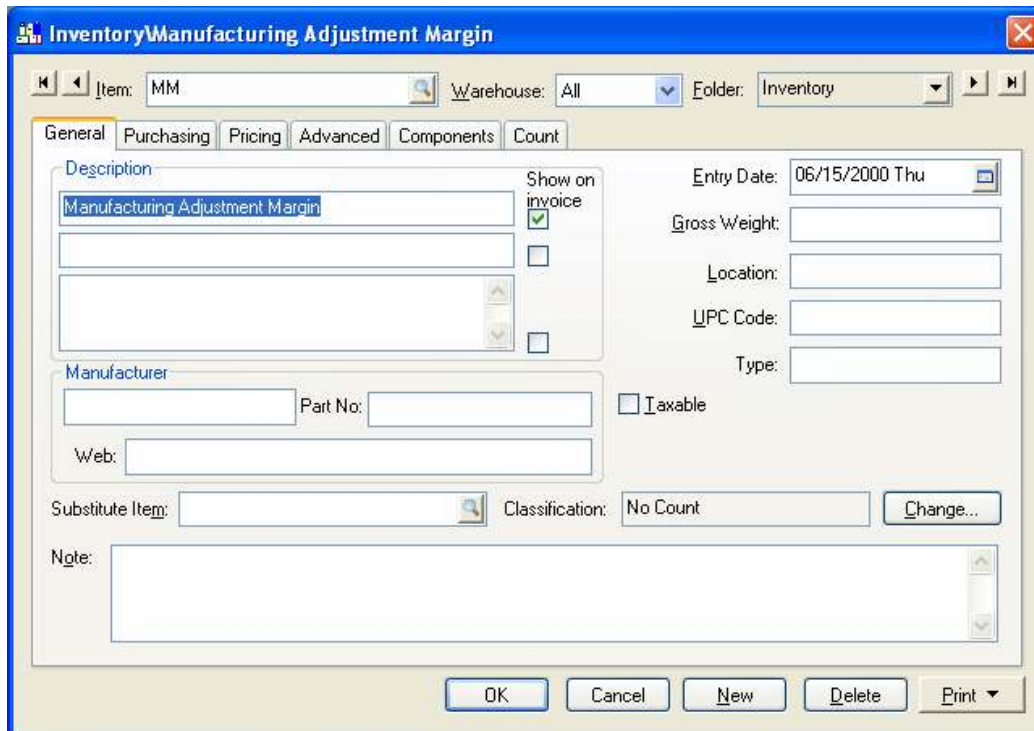 Inventory\Manufacturing Adjustment Margin
Item: MM Warehouse: All Folder: Inventory
General Purchasing Pricing Advanced Components Count
Description
Show on
invoice
Manufacturing Adjustment Margin
Entry Date: 06/15/2000 Thu
Gross Weight:
Location:
UPC Code:
Type:
Manufacturer
Part No:
Taxable
Web:
Substitute Item: Classification: No Count Change...
Note:
OK Cancel New Delete Print